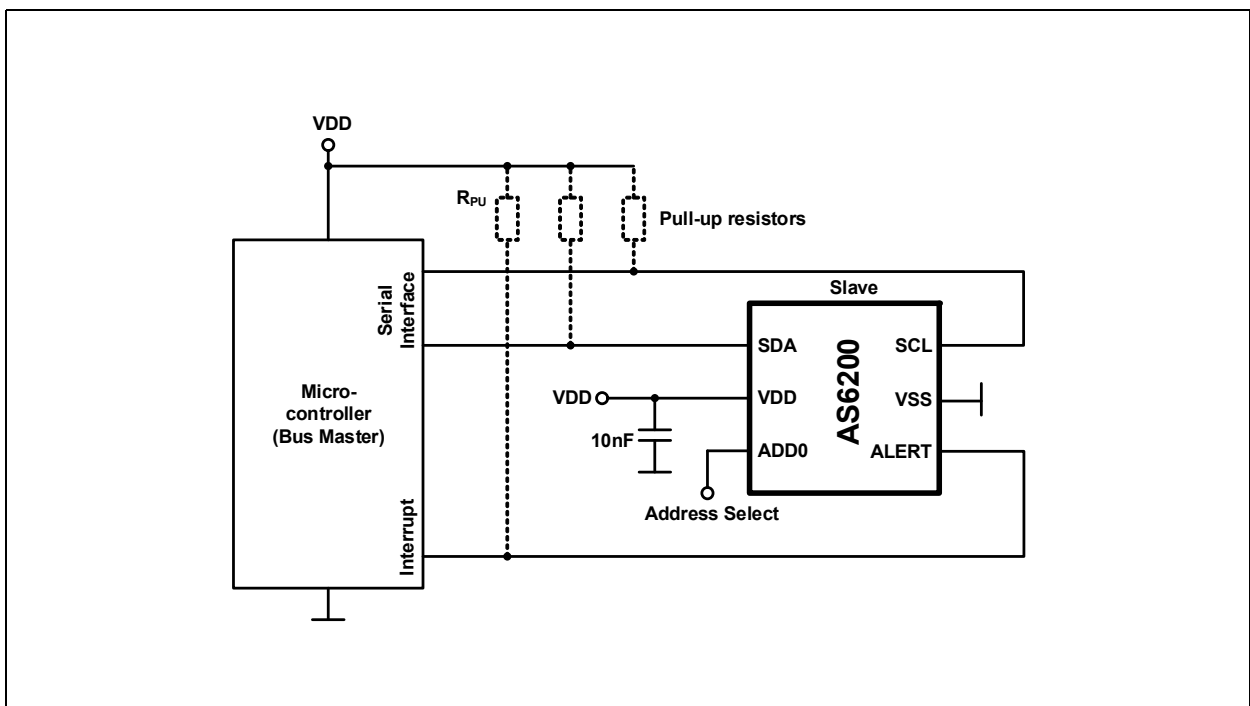 VDD
R_PU
Pull-up resistors
Serial
Interface
Slave
SDA
SCL
Micro-
controller
(Bus Master)
VDD
VDD
AS6200
VSS
10nF
ADD0
ALERT
Address Select
Interrupt